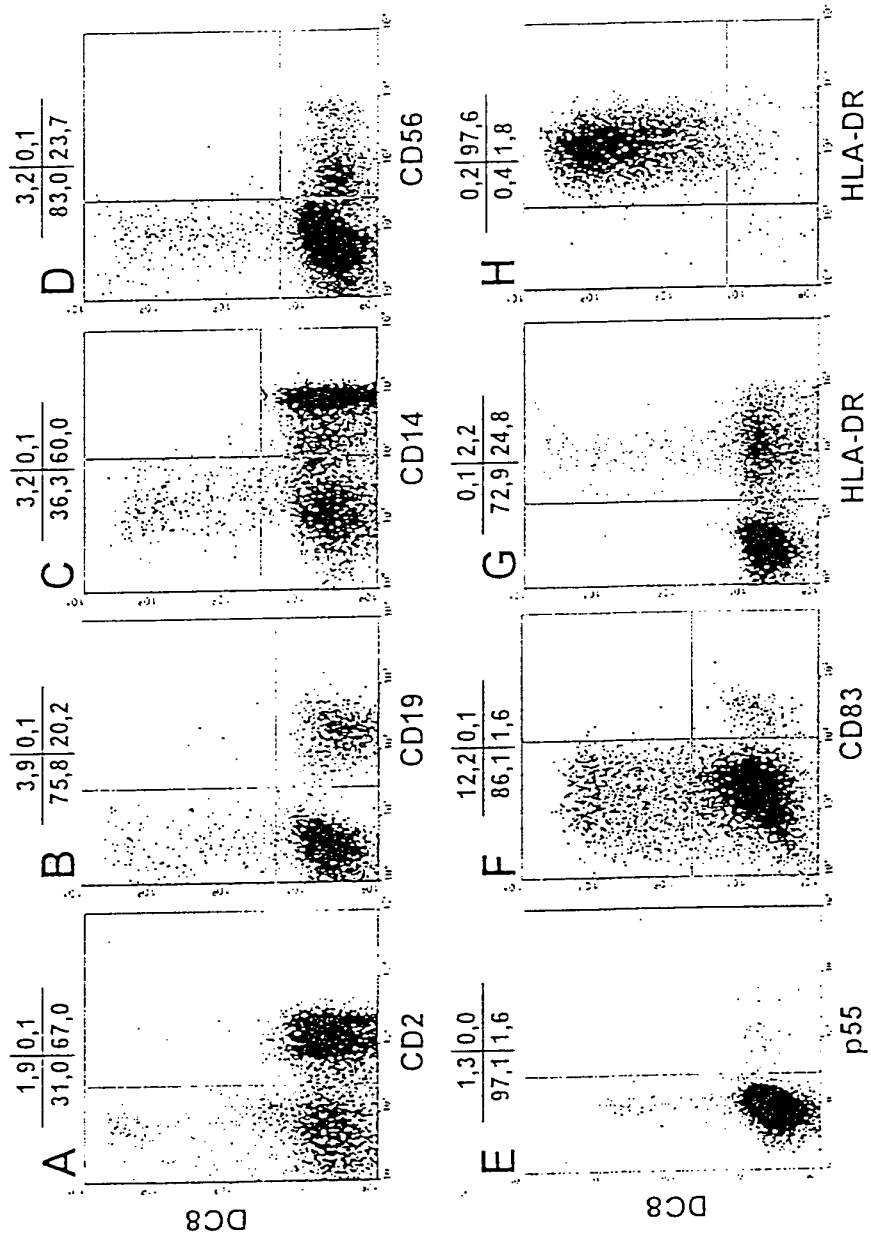 A
1,9 0,1
31,0 67,0
DC8
CD2
B
3,9 0,1
75,8 20,2
CD19
C
3,2 0,1
36,3 60,0
CD14
D
3,2 0,1
83,0 23,7
CD56
E
1,3 0,0
97,1 1,6
DC8
p55
F
12,2 0,1
86,1 1,6
CD83
G
0,1 2,2
72,9 24,8
HLA-DR
H
0,2 97,6
0,4 1,8
HLA-DR